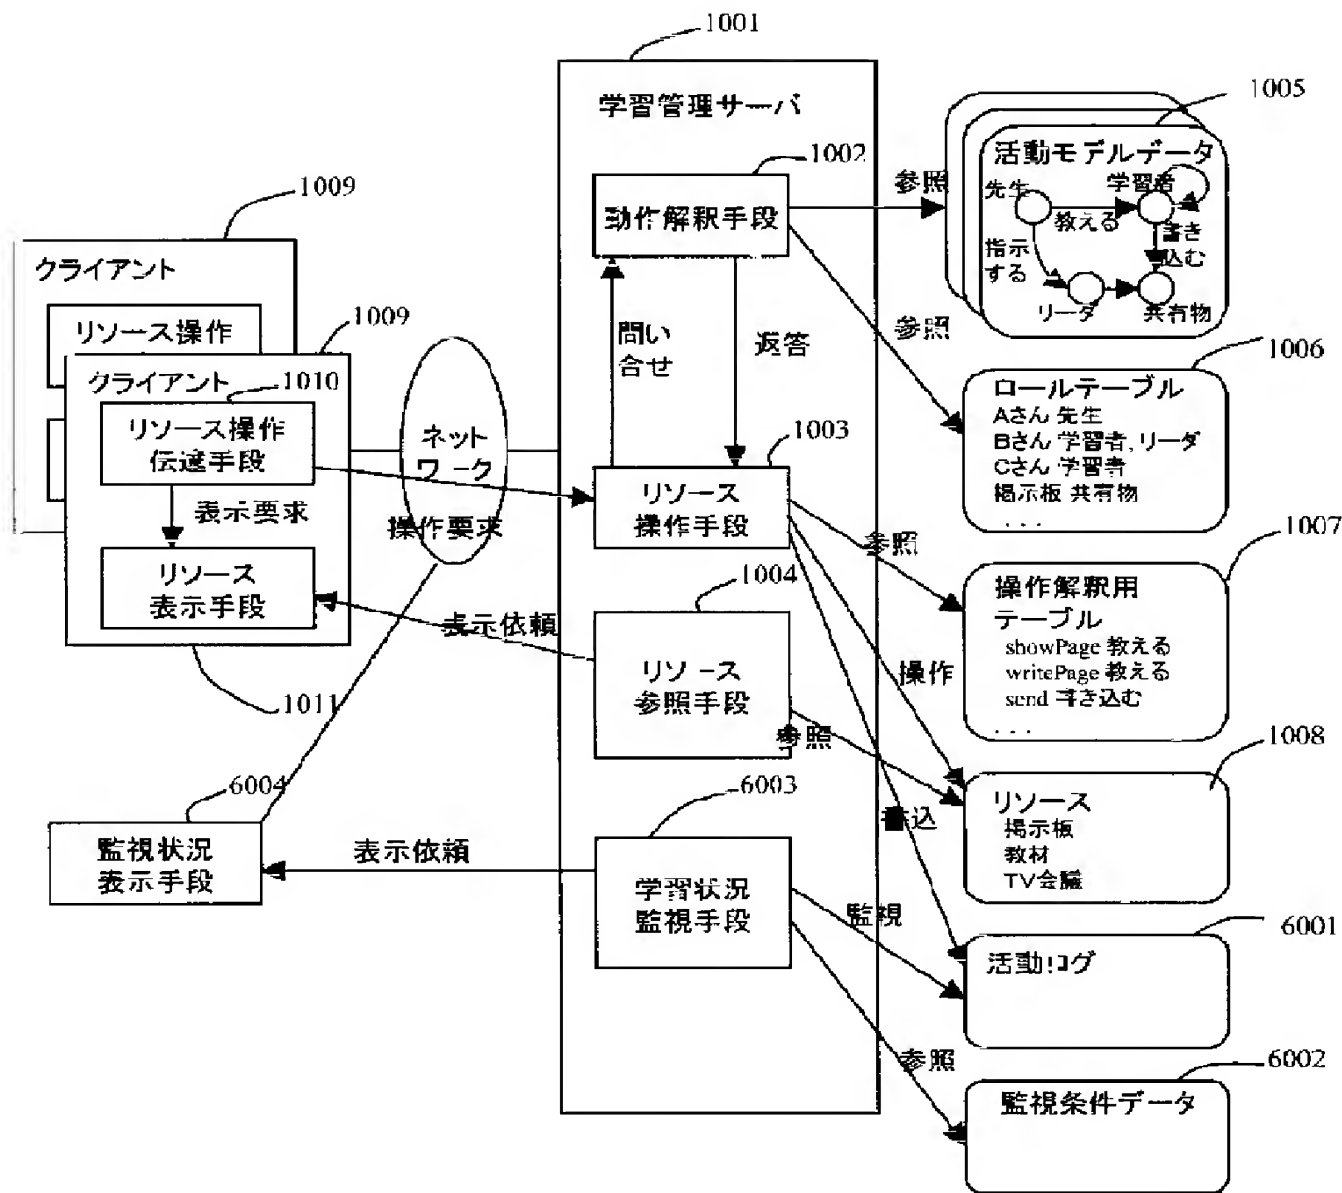 1001
学習管理サーバ
1002
動作解釈手段
参照
1005
活動モデルデータ
先生
学習者
教える
書き
込む
指示
する
リーダ
共有物
1009
クライアント
リソース操作
1009
クライアント
1010
リソース操作
伝達手段
表示要求
リソース
表示手段
1011
ネット
ワーク
操作要求
問い
合せ
返答
参照
1006
ロールテーブル
Aさん 先生
Bさん 学習者, リーダ
Cさん 学習者
掲示板 共有物
. . .
1003
リソース
操作手段
参照
1007
操作解釈用
テーブル
showPage 教える
writePage 教える
send 書き込む
. . .
1004
表示依頼
リソース
参照手段
操作
参照
1008
リソース
掲示板
教材
TV会議
書込
6004
監視状況
表示手段
表示依頼
6003
学習状況
監視手段
監視
6001
活動ログ
参照
6002
監視条件データ